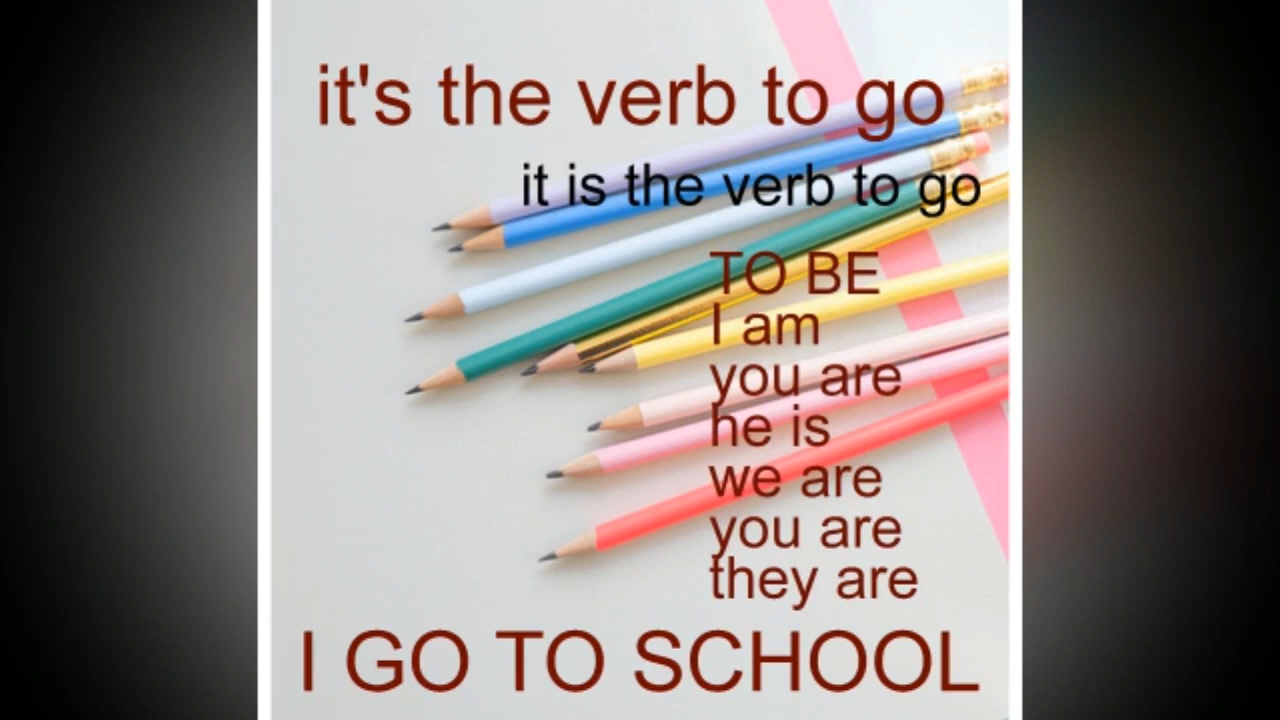 it's the verb to go
it is the verb to go
TO BE
I am
you are
he is
we are
you are
they are
I GO TO SCHOOL